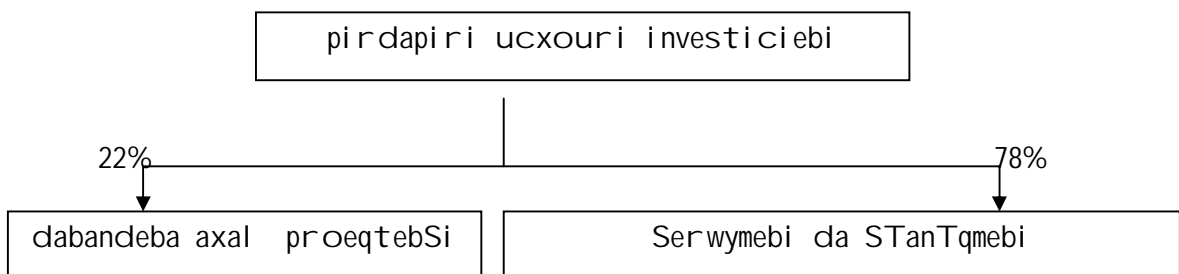 pirdapiri ucxouri investiciebi
22%
78%
dabandeba axal proeqtebSi
Serwymebi da STanTqmebi